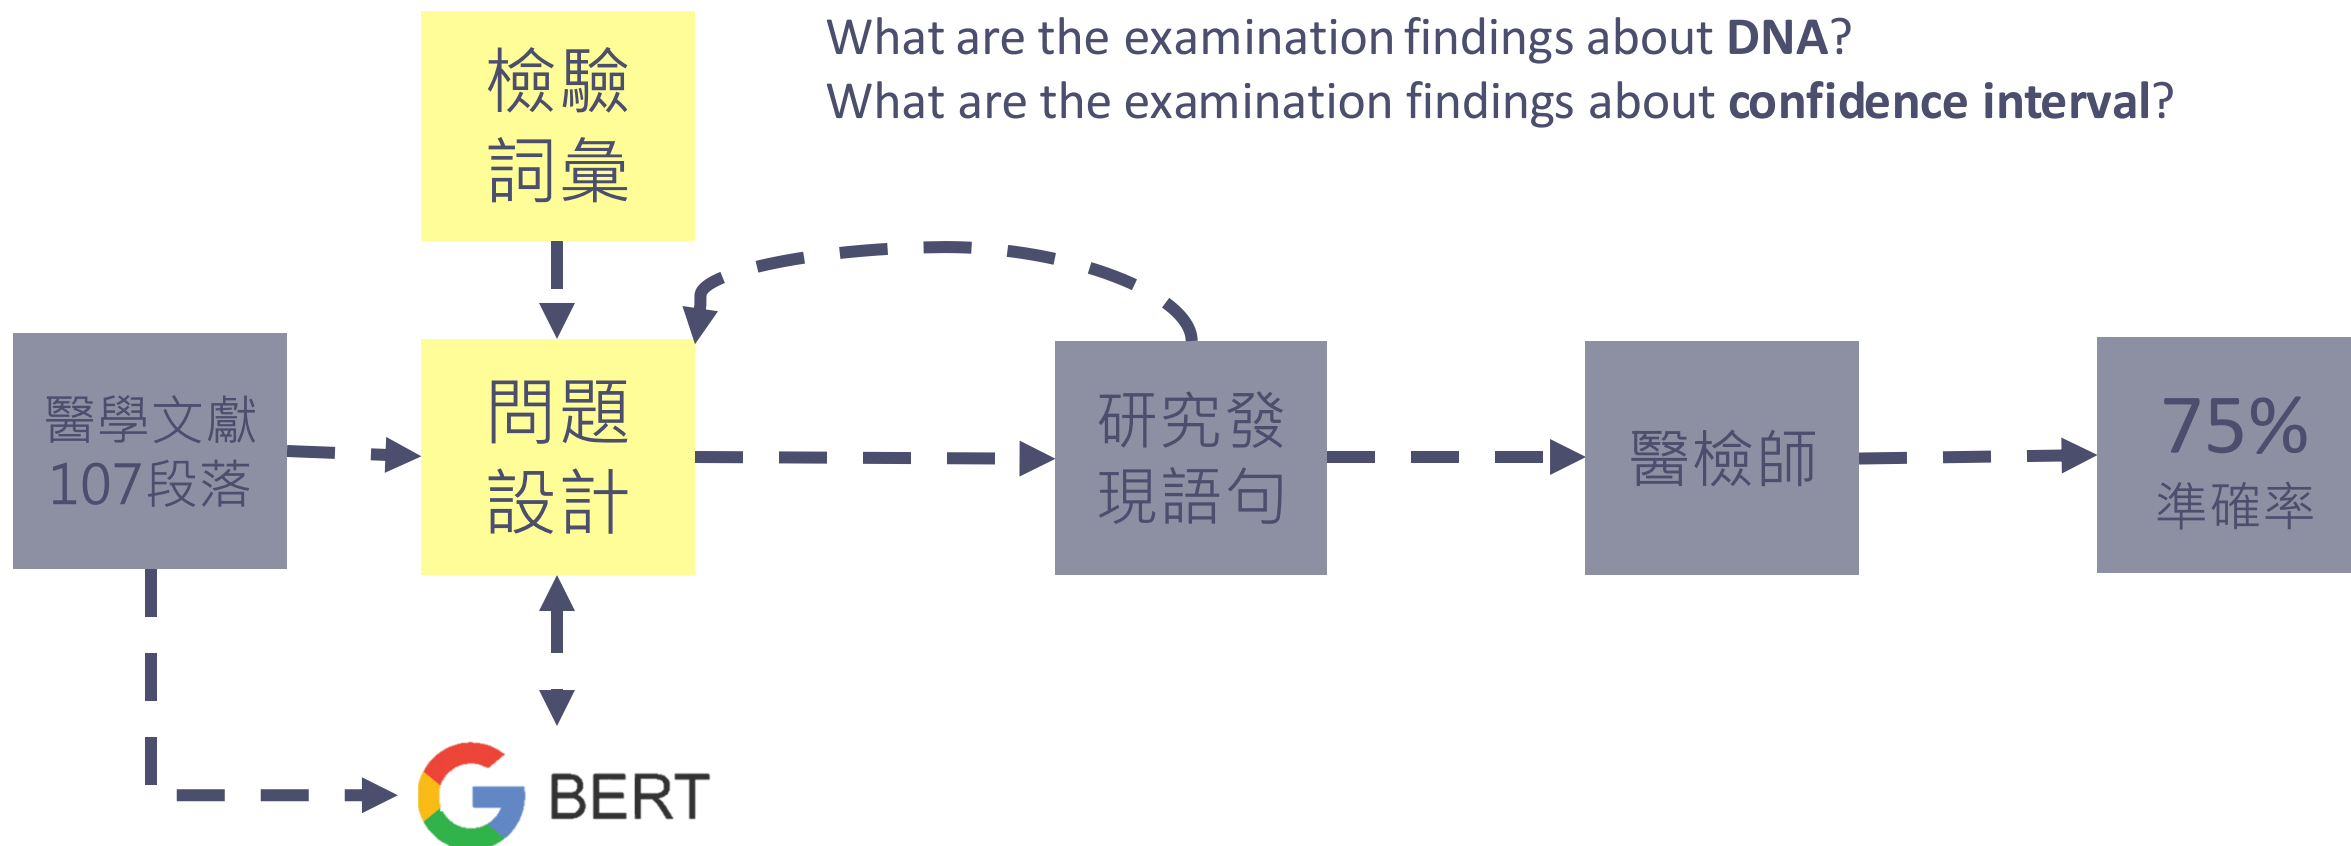 What are the examination findings about DNA?
What are the examination findings about confidence interval?
檢驗
詞彙
醫學文獻
107段落
問題
設計
研究發
現語句
醫檢師
75%
準確率
BERT